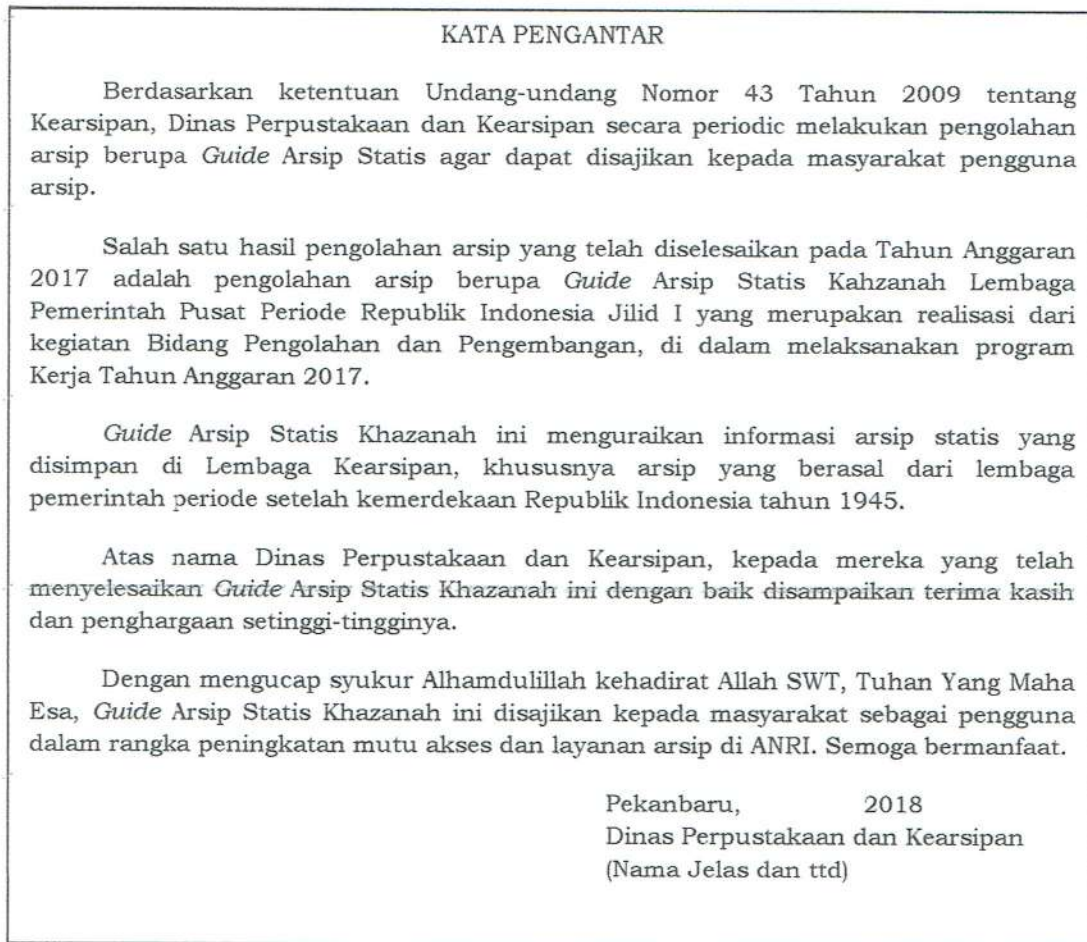 KATA PENGANTAR
Berdasarkan ketentuan Undang-undang Nomor 43 Tahun 2009 tentang
Kearsipan, Dinas Perpustakaan dan Kearsipan secara periodic melakukan pengolahan
arsip berupa Guide Arsip Statis agar dapat disajikan kepada masyarakat pengguna
arsip.
Salah satu hasil pengolahan arsip yang telah diselesaikan pada Tahun Anggaran
2017 adalah pengolahan arsip berupa Guide Arsip Statis Kahzanah Lembaga
Pemerintah Pusat Periode Republik Indonesia Jilid I yang merupakan realisasi dari
kegiatan Bidang Pengolahan dan Pengembangan, di dalam melaksanakan program
Kerja Tahun Anggaran 2017.
Guide Arsip Statis Khazanah ini menguraikan informasi arsip statis yang
disimpan di Lembaga Kearsipan, khususnya arsip yang berasal dari lembaga
pemerintah periode setelah kemerdekaan Republik Indonesia tahun 1945.
Atas nama Dinas Perpustakaan dan Kearsipan, kepada mereka yang telah
menyelesaikan Guide Arsip Statis Khazanah ini dengan baik disampaikan terima kasih
dan penghargaan setinggi-tingginya.
Dengan mengucap syukur Alhamdulillah kehadirat Allah SWT, Tuhan Yang Maha
Esa, Guide Arsip Statis Khazanah ini disajikan kepada masyarakat sebagai pengguna
dalam rangka peningkatan mutu akses dan layanan arsip di ANRI. Semoga bermanfaat.
Pekanbaru, 2018
Dinas Perpustakaan dan Kearsipan
(Nama Jelas dan ttd)